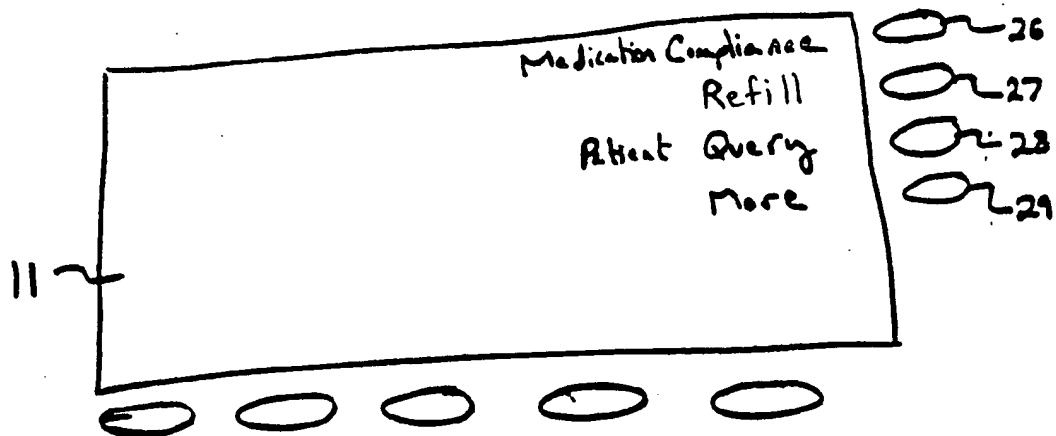 Medication Compliance 26
Refill 27
Patient Query 28
More 29
11